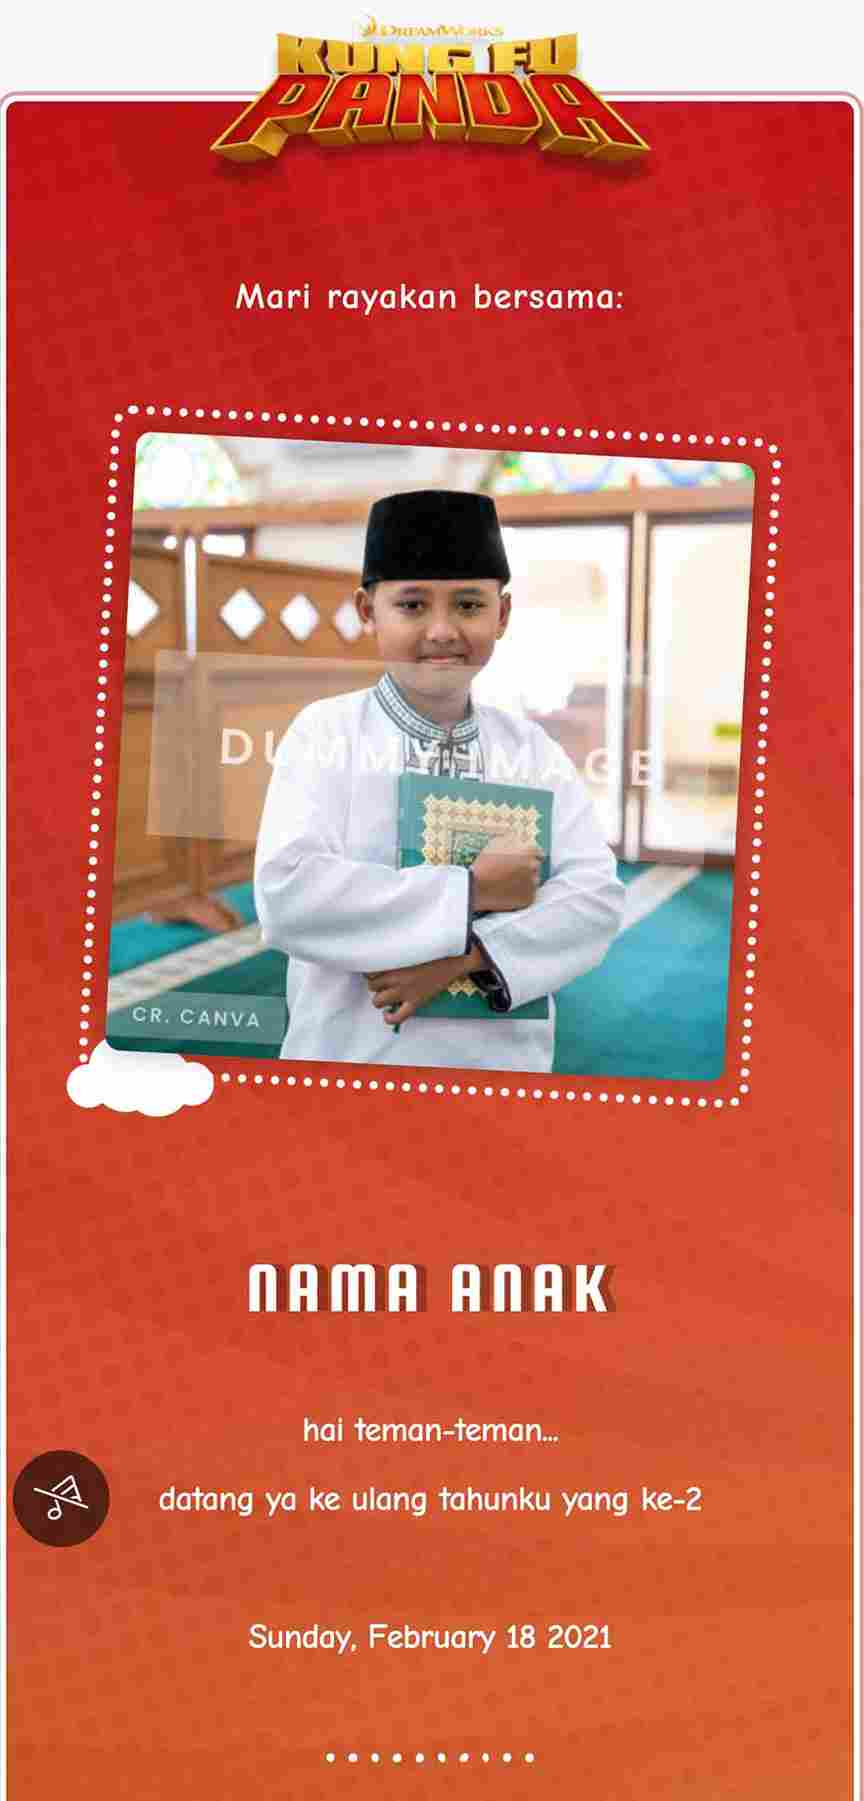 DREAMWORKS
KUNG FU
PANDA
Mari rayakan bersama:
DUMMY IMAGE
CR. CANVA
NAMA ANAK
hai teman-teman...
datang ya ke ulang tahunku yang ke-2
Sunday, February 18 2021